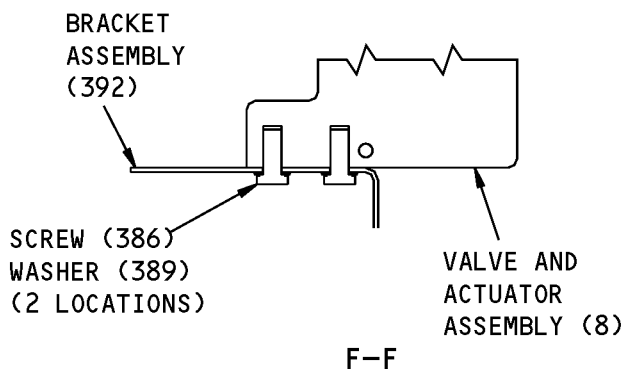 BRACKET
ASSEMBLY
(392)
SCREW (386)
WASHER (389)
(2 LOCATIONS)
VALVE AND
ACTUATOR
ASSEMBLY (8)
F-F